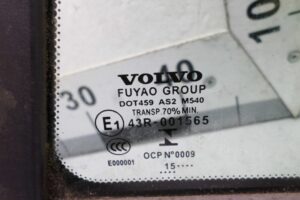 VOLVO
FUYAO GROUP
DOT459 AS2 M540
TRANSP.70% MIN.
E1 43R-001565
I
CCC
E000001
OCP N°0009
15····
30
40
10